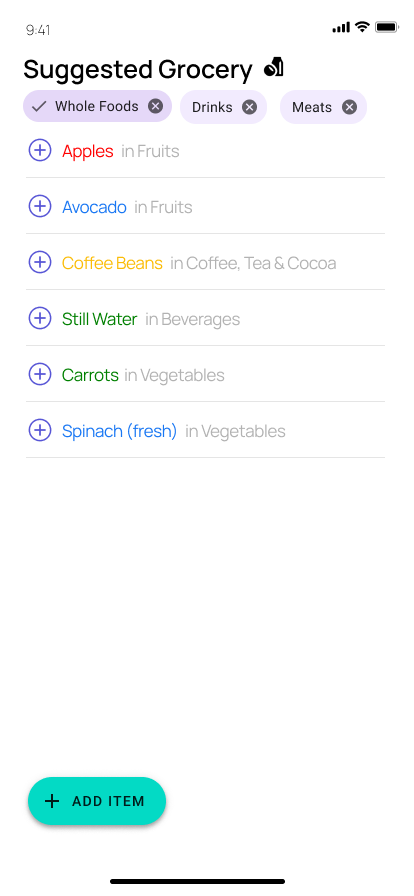 9:41
Suggested Grocery
Whole Foods Drinks Meats
Apples in Fruits
Avocado in Fruits
Coffee Beans in Coffee, Tea & Cocoa
Still Water in Beverages
Carrots in Vegetables
Spinach (fresh) in Vegetables
ADD ITEM